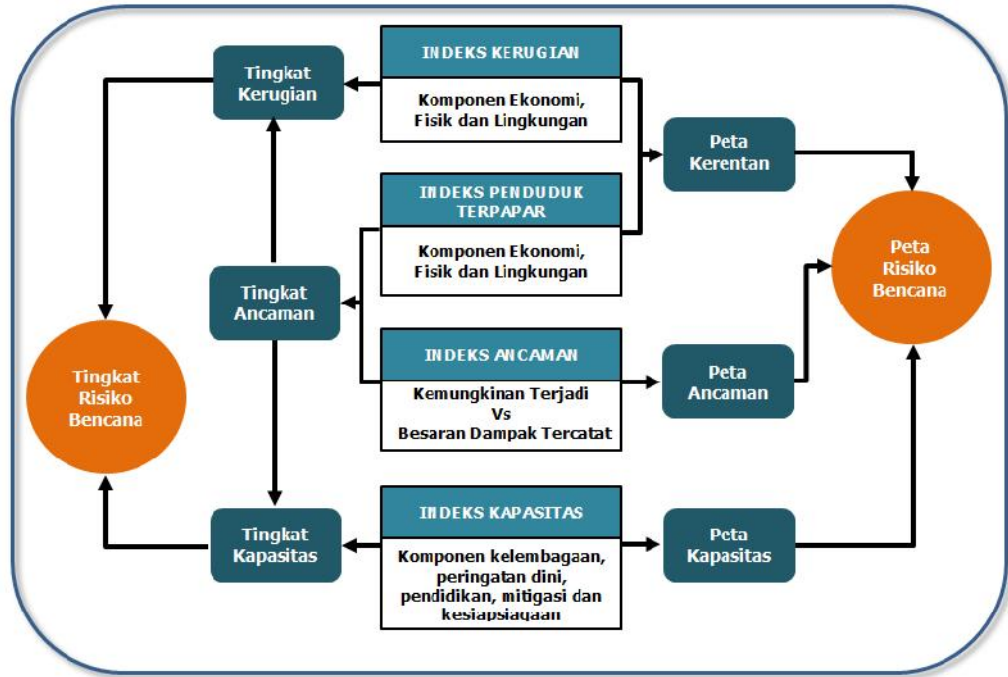 INDEKS KERUGIAN
Komponen Ekonomi,
Fisik dan Lingkungan
Tingkat
Kerugian
Peta
Kerentan
INDEKS PENDUDUK
TERPAPAR
Komponen Ekonomi,
Fisik dan Lingkungan
Tingkat
Ancaman
Peta
Risiko
Bencana
INDEKS ANCAMAN
Kemungkinan Terjadi
Vs
Besaran Dampak Tercatat
Peta
Ancaman
Tingkat
Risiko
Bencana
INDEKS KAPASITAS
Komponen kelembagaan,
peringatan dini,
pendidikan, mitigasi dan
kesiapsiagaan
Tingkat
Kapasitas
Peta
Kapasitas